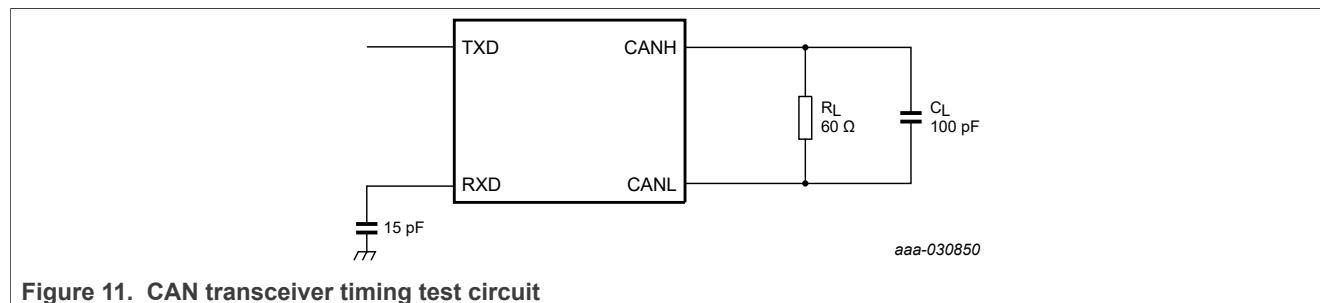 TXD
CANH
RL
60 Ω
CL
100 pF
RXD
CANL
15 pF
aaa-030850
Figure 11. CAN transceiver timing test circuit